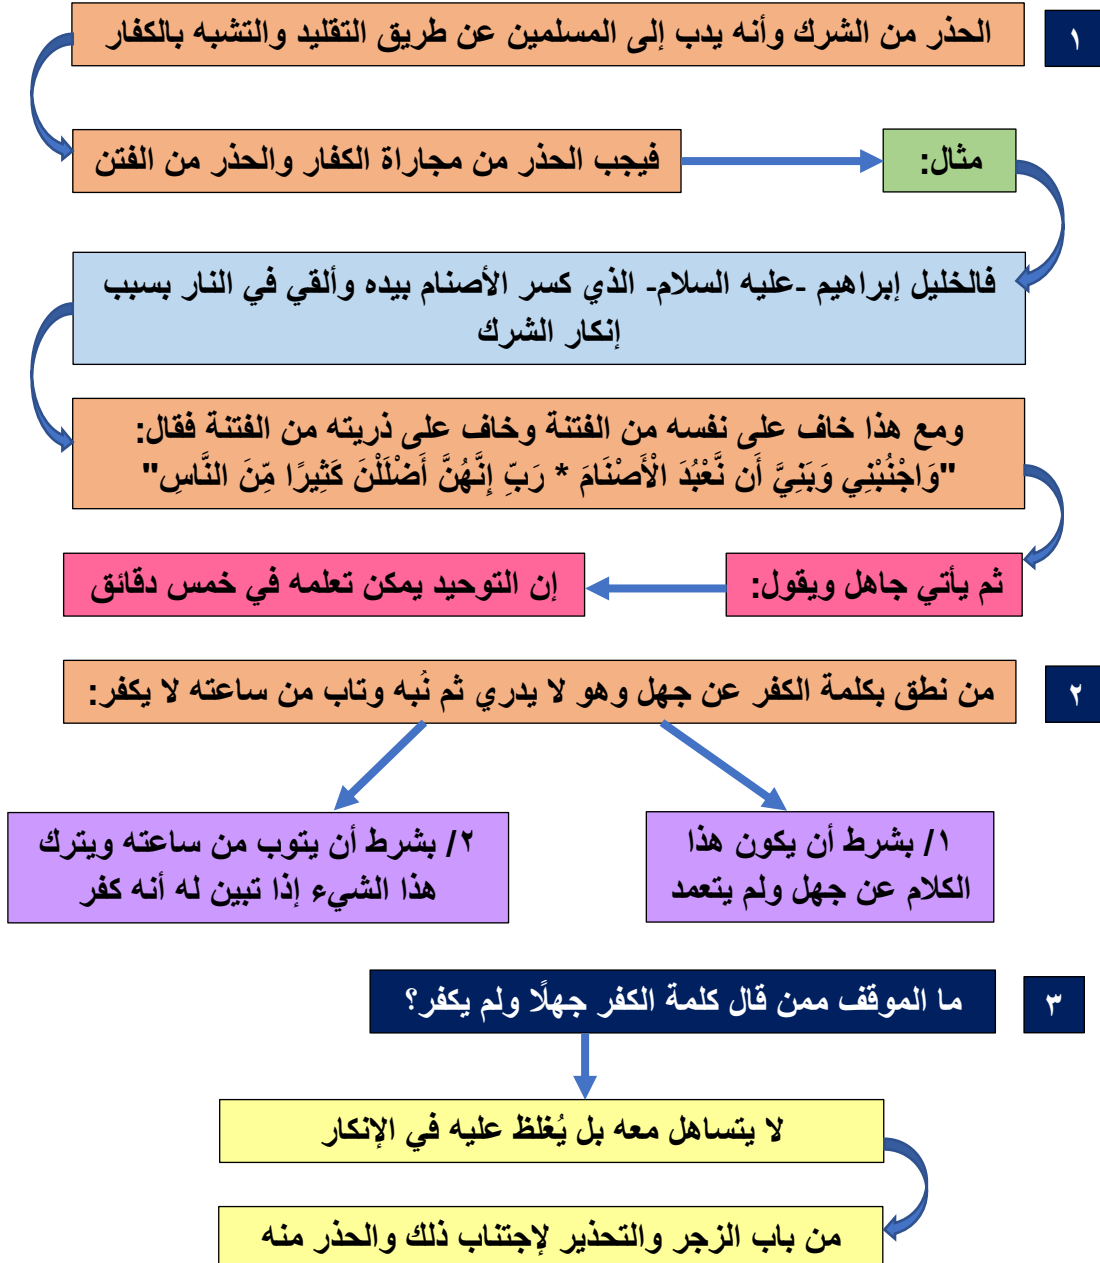 ١
الحذر من الشرك وأنه يدب إلى المسلمين عن طريق التقليد والتشبه بالكفار
فيجب الحذر من مجاراة الكفار والحذر من الفتن
مثال:
فالخليل إبراهيم -عليه السلام- الذي كسر الأصنام بيده وألقي في النار بسبب
إنكار الشرك
ومع هذا خاف على نفسه من الفتنة وخاف على ذريته من الفتنة فقال:
"وَاجْنُبْنِي وَبَنِيَّ أَن نَّعْبُدَ الْأَصْنَامَ * رَبِّ إِنَّهُنَّ أَضْلَلْنَ كَثِيرًا مِّنَ النَّاسِ"
ثم يأتي جاهل ويقول:
إن التوحيد يمكن تعلمه في خمس دقائق
٢
من نطق بكلمة الكفر عن جهل وهو لا يدري ثم نُبه وتاب من ساعته لا يكفر:
١/ بشرط أن يكون هذا
الكلام عن جهل ولم يتعمد
٢/ بشرط أن يتوب من ساعته ويترك
هذا الشيء إذا تبين له أنه كفر
٣
ما الموقف ممن قال كلمة الكفر جهلًا ولم يكفر؟
لا يتساهل معه بل يُغلظ عليه في الإنكار
من باب الزجر والتحذير لإجتناب ذلك والحذر منه